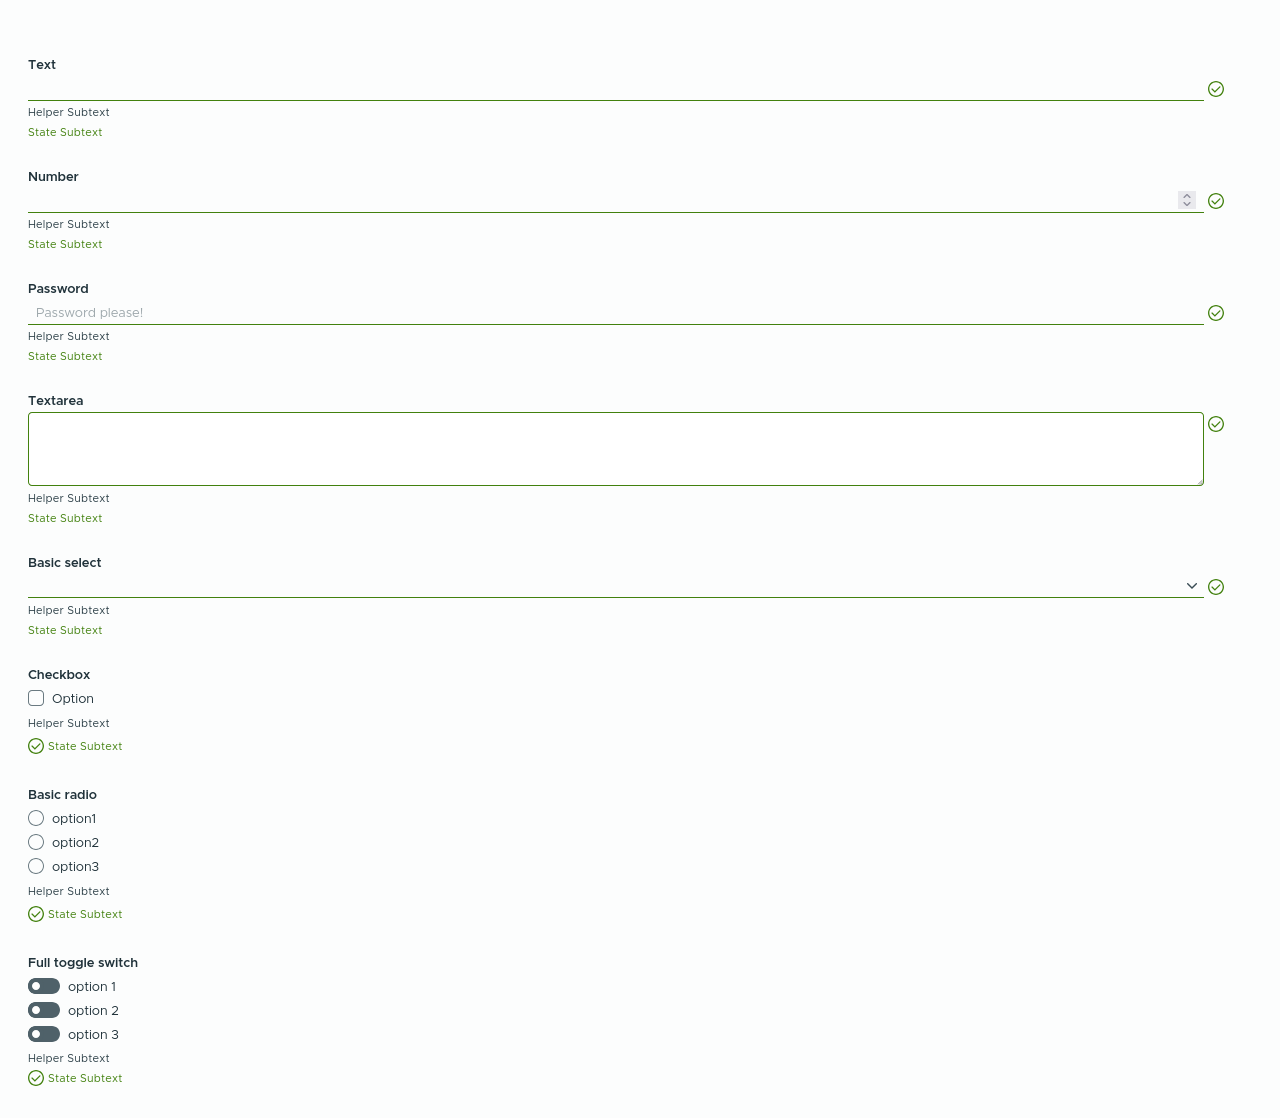 Text
Helper Subtext
State Subtext
Number
Helper Subtext
State Subtext
Password
Password please!
Helper Subtext
State Subtext
Textarea
Helper Subtext
State Subtext
Basic select
Helper Subtext
State Subtext
Checkbox
Option
Helper Subtext
State Subtext
Basic radio
option1
option2
option3
Helper Subtext
State Subtext
Full toggle switch
option 1
option 2
option 3
Helper Subtext
State Subtext